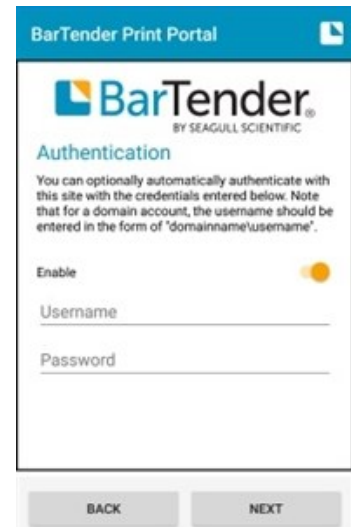 BarTender Print Portal
BarTender®
BY SEAGULL SCIENTIFIC
Authentication
You can optionally automatically authenticate with
this site with the credentials entered below. Note
that for a domain account, the username should be
entered in the form of "domainname\username".
Enable
Username
Password
BACK NEXT